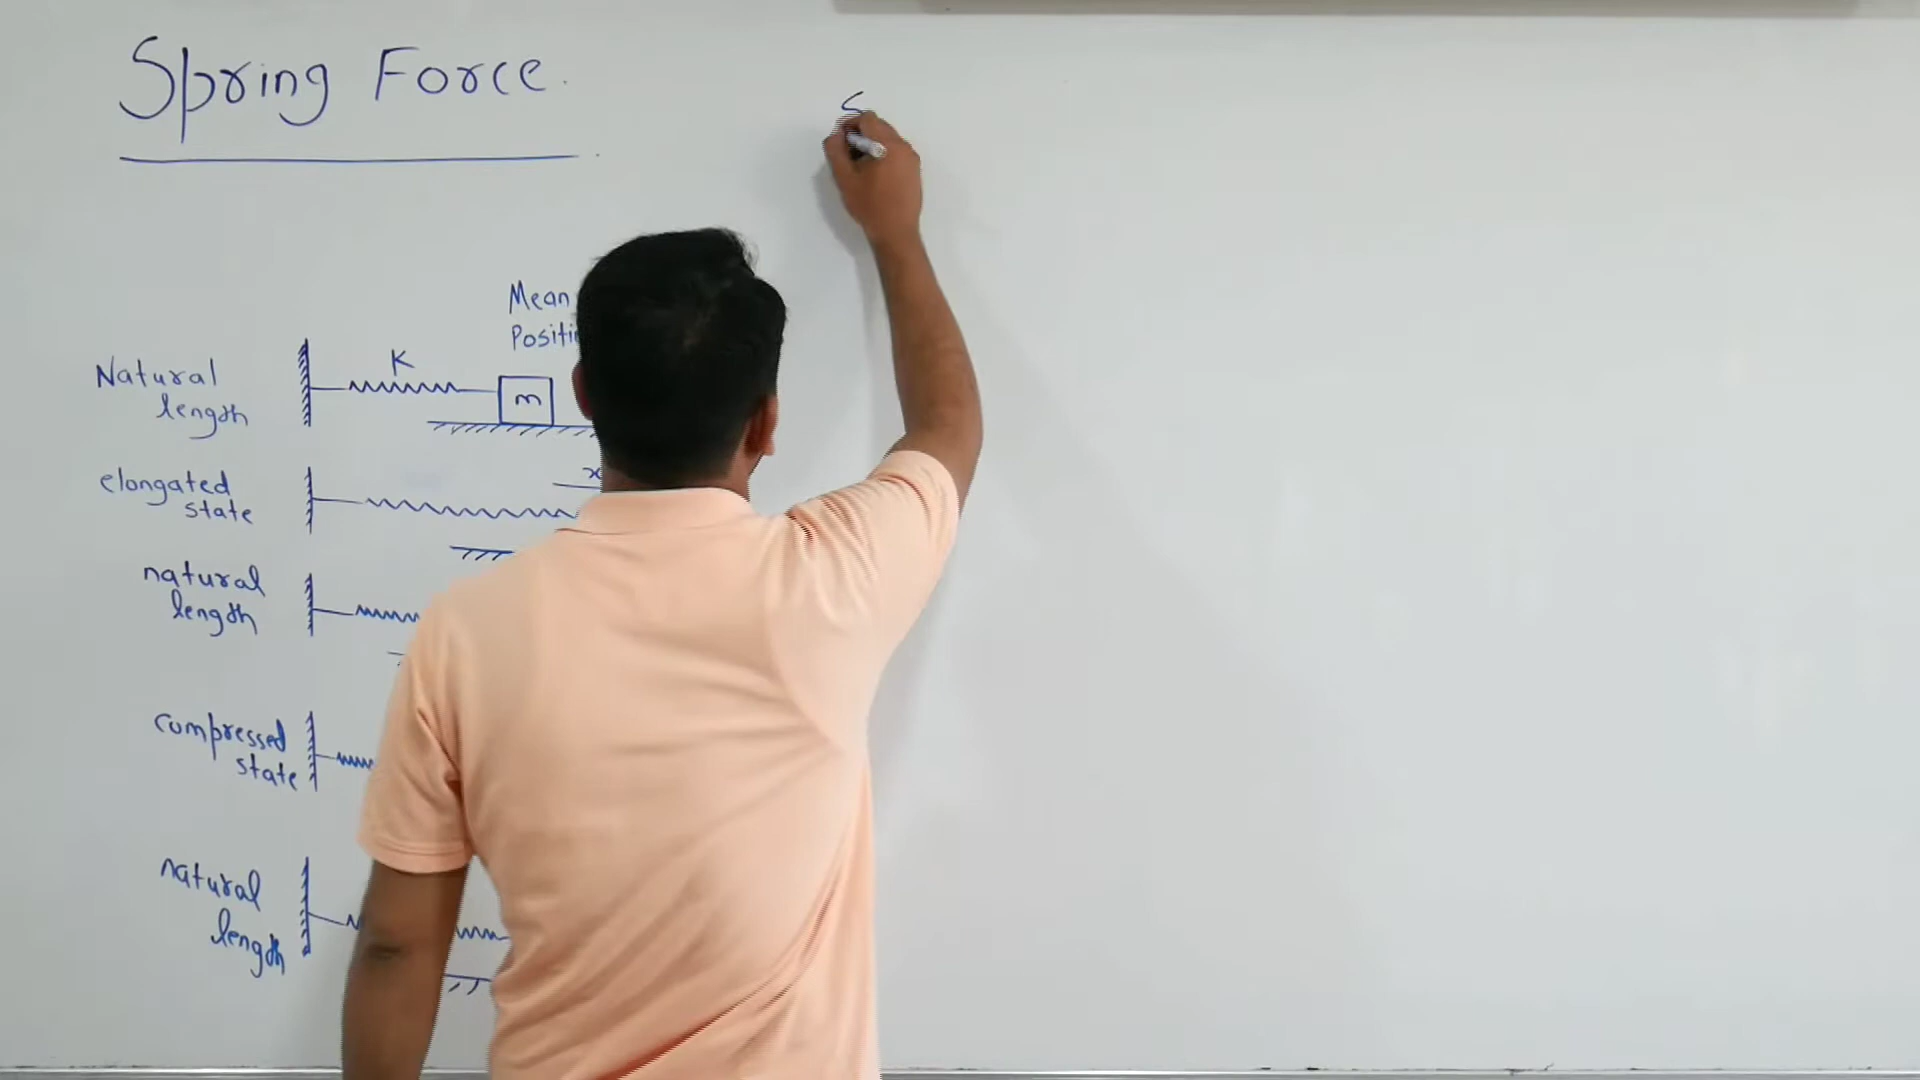 Spring Force
S
Mean
Positi
K
Natural
length
m
elongated
state
x
natural
length
compressed
state
natural
length